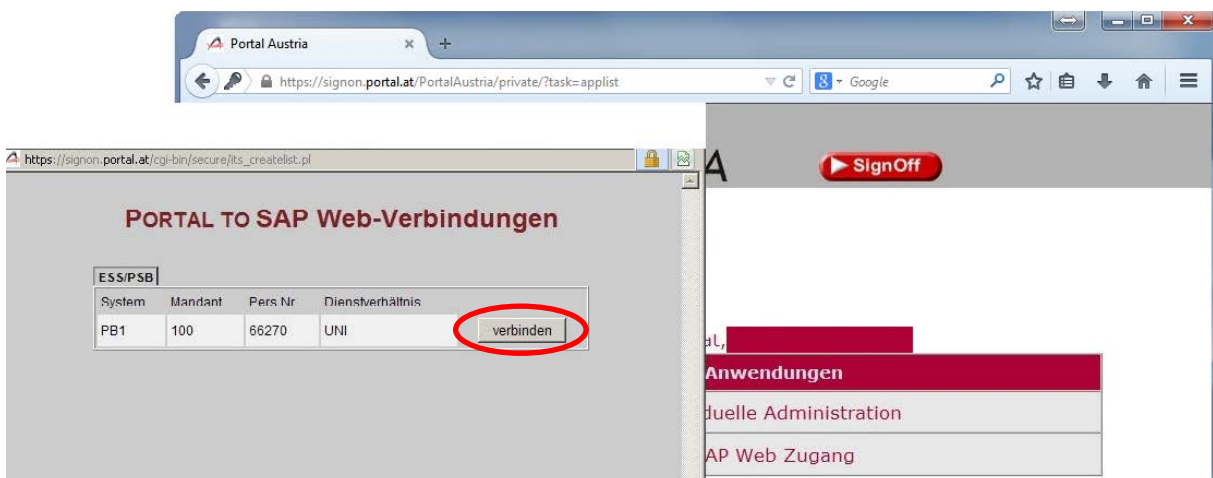 Portal Austria
https://signon.portal.at/PortalAustria/private/?task=applist
Google
https://signon.portal.at/cgi-bin/secure/its_createlist.pl
A
SignOff
PORTAL TO SAP Web-Verbindungen
ESS/PSB
System Mandant Pers Nr Dienstverhältnis
PB1 100 66270 UNI verbinden
al,
Anwendungen
duelle Administration
AP Web Zugang